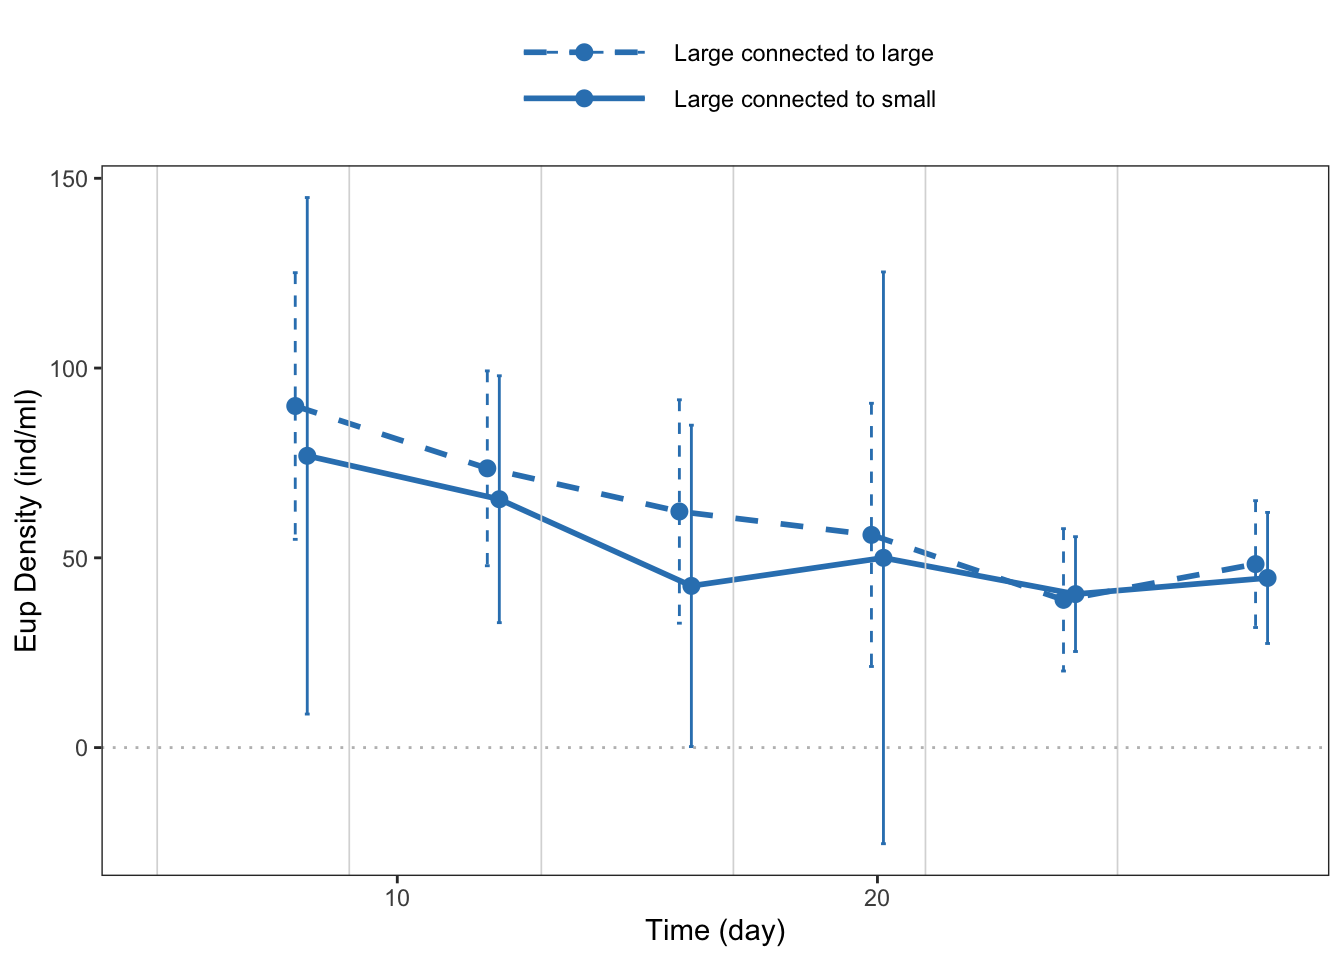 Large connected to large
Large connected to small
150
100
50
0
Eup Density (ind/ml)
10
20
Time (day)